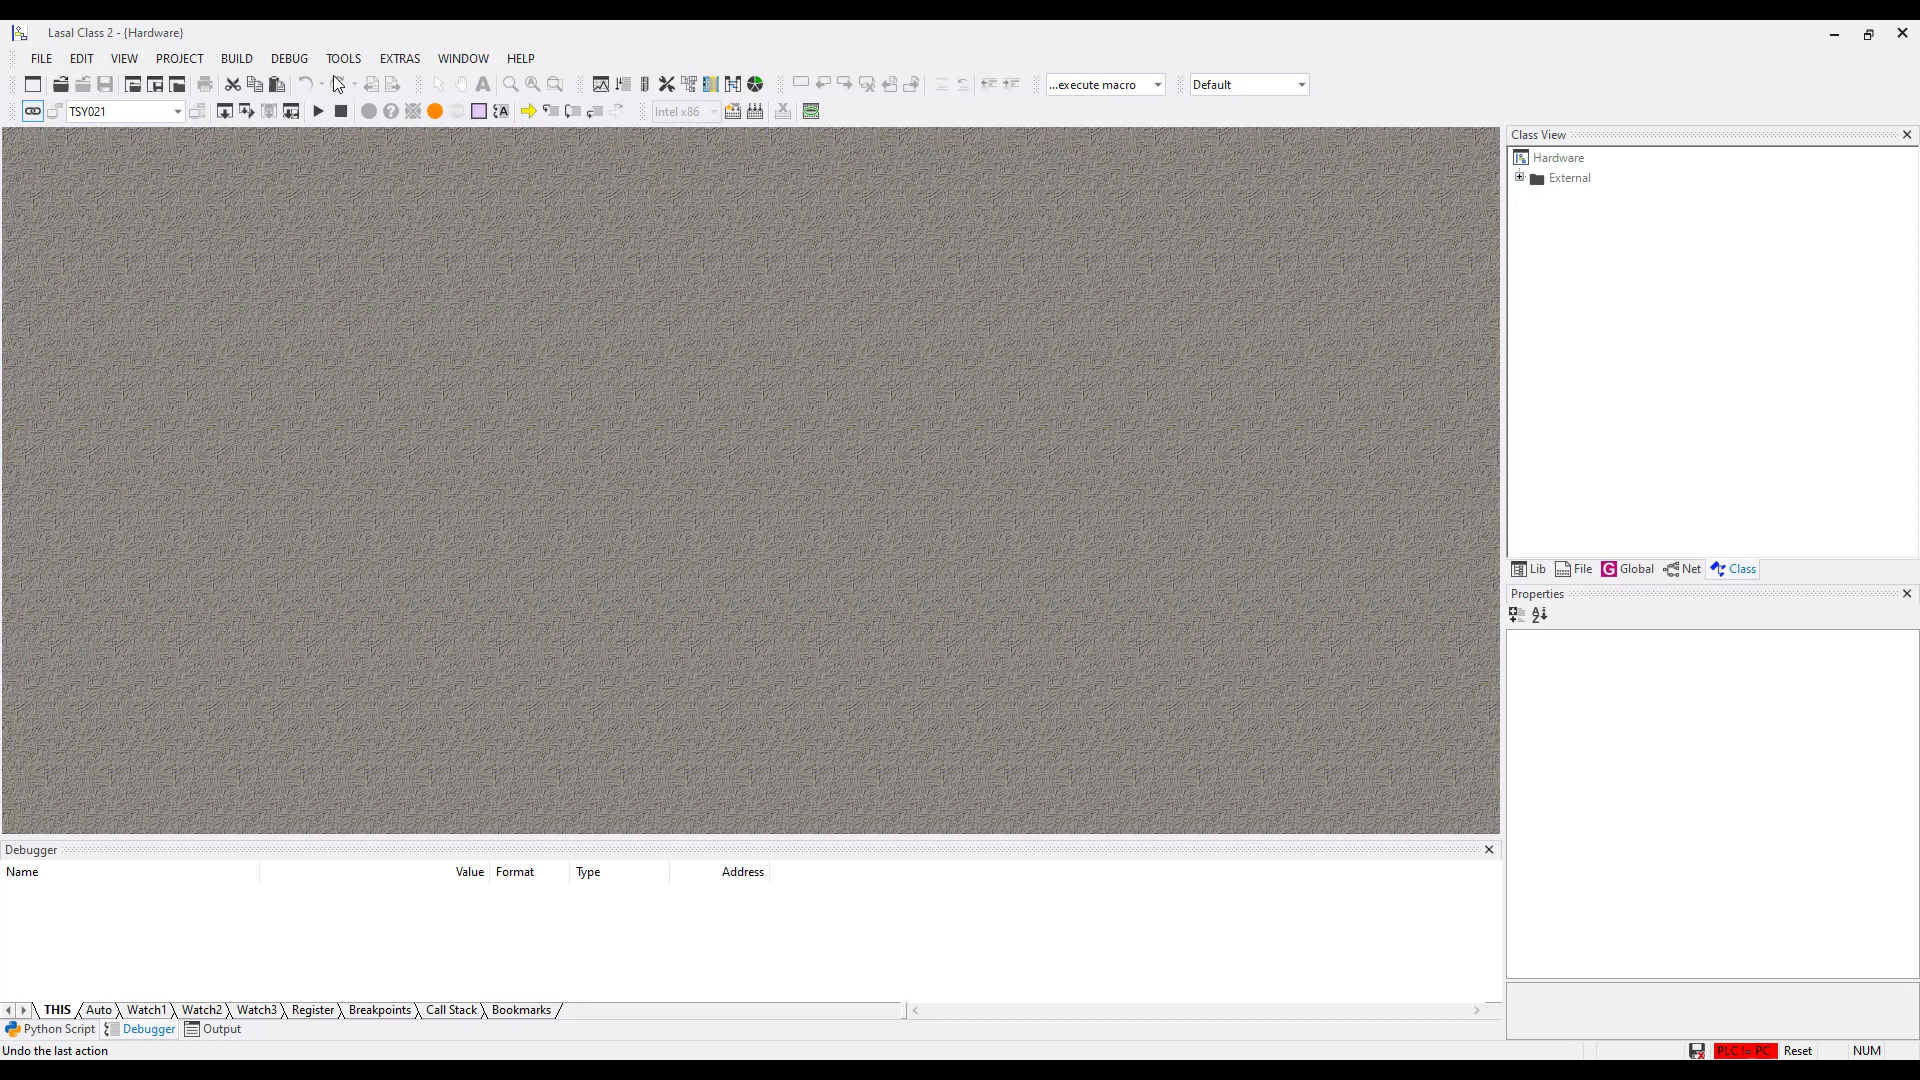 Lasal Class 2 - {Hardware}
FILE EDIT VIEW PROJECT BUILD DEBUG TOOLS EXTRAS WINDOW HELP
...execute macro Default
TSY021 Intel x86
Class View
Hardware
External
Lib File Global Net Class
Properties
Debugger
Name Value Format Type Address
THIS Auto Watch1 Watch2 Watch3 Register Breakpoints Call Stack Bookmarks
Python Script Debugger Output
Undo the last action PLC != PC Reset NUM